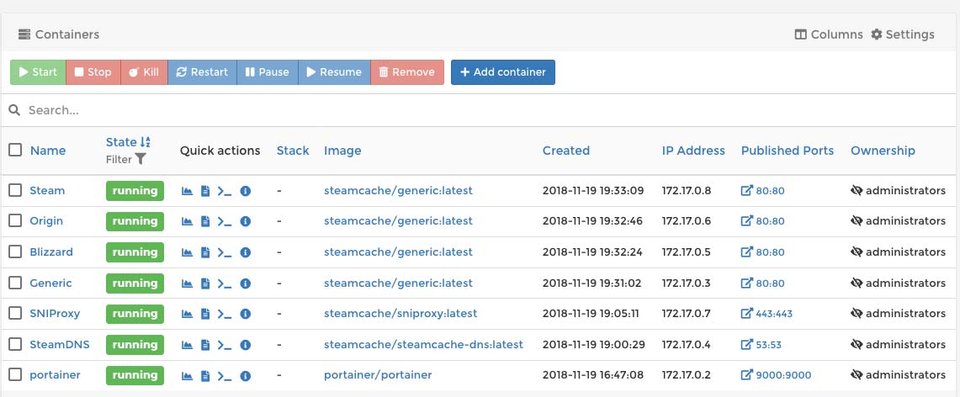 Containers Columns Settings
Start Stop Kill Restart Pause Resume Remove + Add container
Search...
Name State Filter Quick actions Stack Image Created IP Address Published Ports Ownership
Steam running - steamcache/generic:latest 2018-11-19 19:33:09 172.17.0.8 80:80 administrators
Origin running - steamcache/generic:latest 2018-11-19 19:32:46 172.17.0.6 80:80 administrators
Blizzard running - steamcache/generic:latest 2018-11-19 19:32:24 172.17.0.5 80:80 administrators
Generic running - steamcache/generic:latest 2018-11-19 19:31:02 172.17.0.3 80:80 administrators
SNIProxy running - steamcache/sniproxy:latest 2018-11-19 19:05:11 172.17.0.7 443:443 administrators
SteamDNS running - steamcache/steamcache-dns:latest 2018-11-19 19:00:29 172.17.0.4 53:53 administrators
portainer running - portainer/portainer 2018-11-19 16:47:08 172.17.0.2 9000:9000 administrators